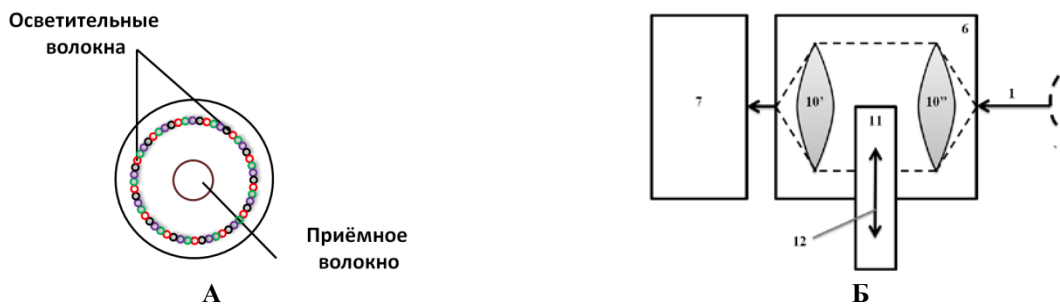 Осветительные
волокна
Приёмное
волокно
А
6
7
10'
10"
1
11
12
Б